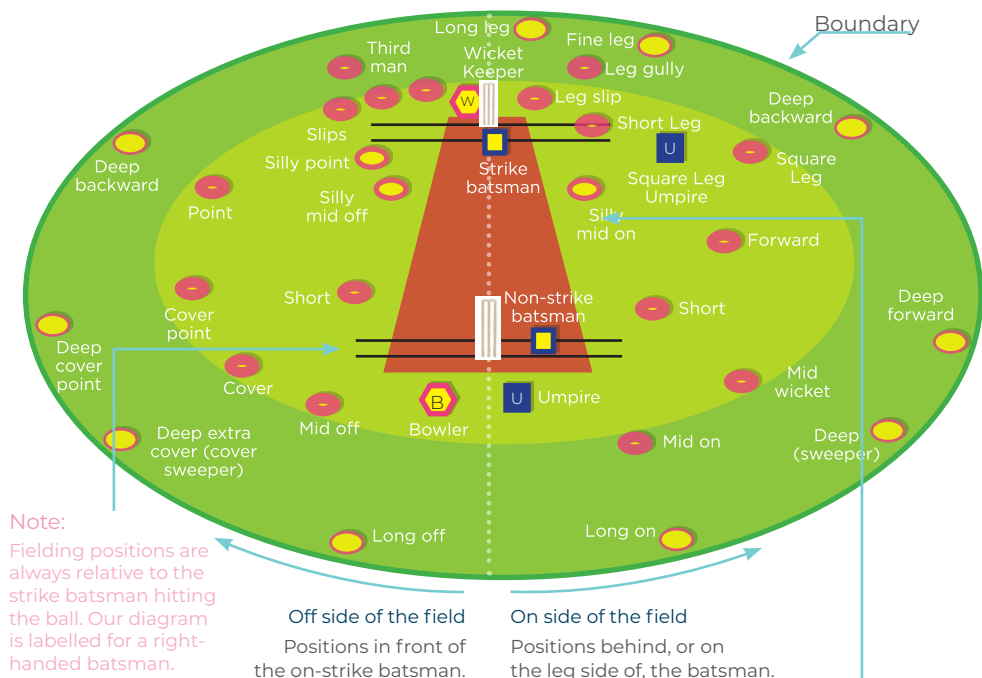 Boundary
Long leg
Fine leg
Third
man
Wicket
Keeper
Leg gully
W
Leg slip
Slips
Short Leg
Deep
backward
Deep
backward
Silly point
Strike
batsman
U
Square Leg
Umpire
Square
Leg
Point
Silly
mid off
Silly
mid on
Forward
Short
Non-strike
batsman
Short
Cover
point
Deep
forward
Deep
cover
point
Cover
Mid
wicket
Mid off
B
Bowler
U
Umpire
Mid on
Deep extra
cover (cover
sweeper)
Deep
(sweeper)
Long off
Long on
Note:
Fielding positions are
always relative to the
strike batsman hitting
the ball. Our diagram
is labelled for a right-
handed batsman.
Off side of the field
Positions in front of
the on-strike batsman.
On side of the field
Positions behind, or on
the leg side of, the batsman.